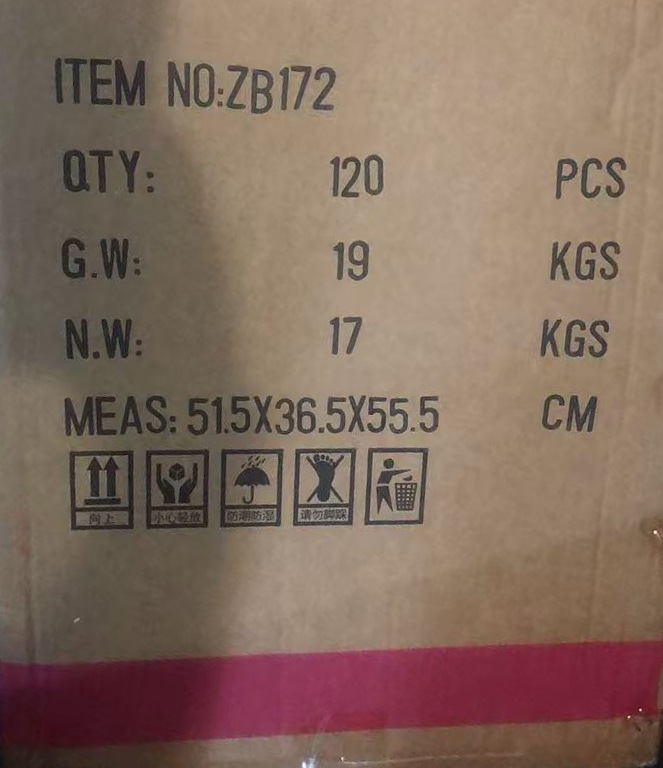 ITEM NO:ZB172
QTY: 120 PCS
G.W: 19 KGS
N.W: 17 KGS
MEAS: 51.5X36.5X55.5 CM
向上 小心轻放 防潮防湿 请勿脚踩